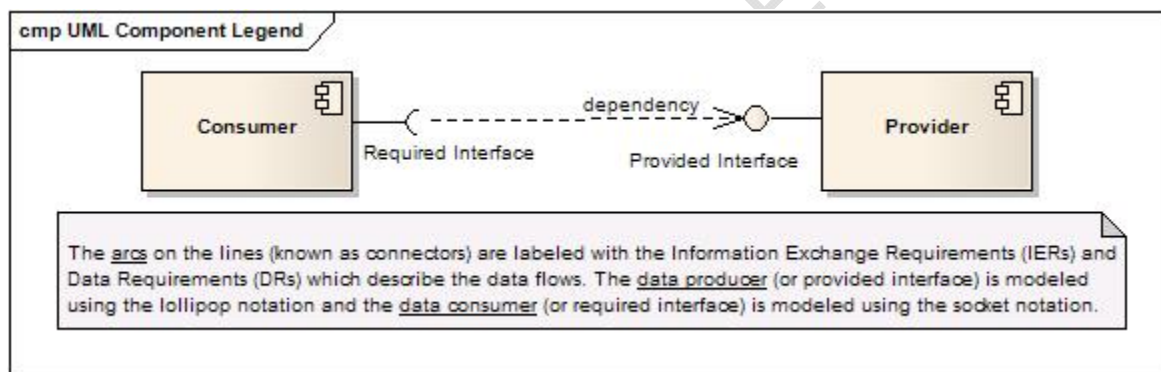 cmp UML Component Legend
Consumer
dependency
Provider
Required Interface
Provided Interface
The arcs on the lines (known as connectors) are labeled with the Information Exchange Requirements (IERs) and
Data Requirements (DRs) which describe the data flows. The data producer (or provided interface) is modeled
using the lollipop notation and the data consumer (or required interface) is modeled using the socket notation.